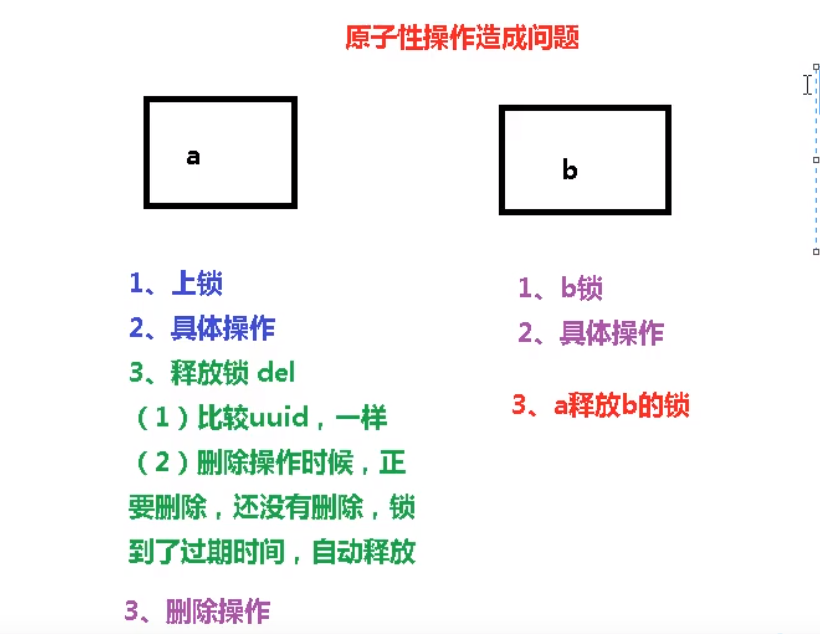 原子性操作造成问题
a
b
1、上锁
2、具体操作
3、释放锁 del
（1）比较uuid，一样
（2）删除操作时候，正
要删除，还没有删除，锁
到了过期时间，自动释放
3、删除操作
1、b锁
2、具体操作
3、a释放b的锁